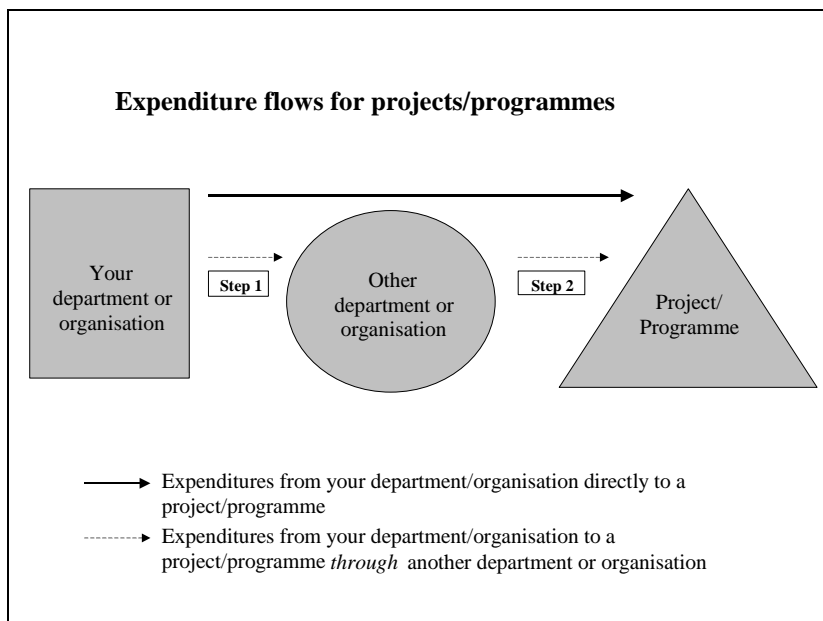 Expenditure flows for projects/programmes
Your
department or
organisation
Step 1
Other
department or
organisation
Step 2
Project/
Programme
Expenditures from your department/organisation directly to a
project/programme
Expenditures from your department/organisation to a
project/programme through another department or organisation